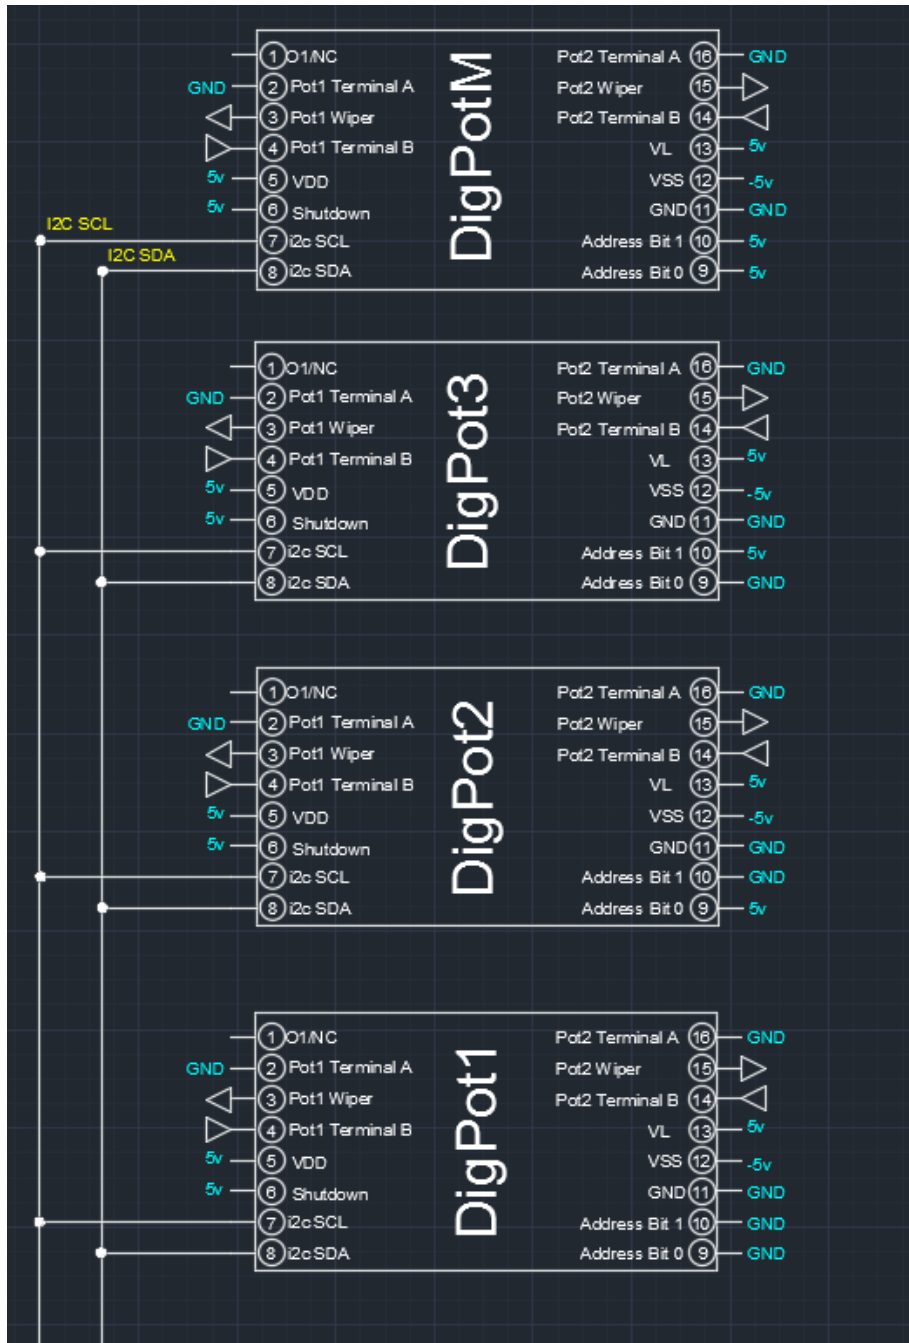 1 O1/NC Pot2 Terminal A 16 GND
GND 2 Pot1 Terminal A Pot2 Wiper 15
3 Pot1 Wiper Pot2 Terminal B 14
4 Pot1 Terminal B VL 13 5v
5v 5 VDD VSS 12 -5v
5v 6 Shutdown GND 11 GND
I2C SCL
7 i2c SCL Address Bit 1 10 5v
I2C SDA
8 i2c SDA Address Bit 0 9 5v
DigPotM
1 O1/NC Pot2 Terminal A 16 GND
GND 2 Pot1 Terminal A Pot2 Wiper 15
3 Pot1 Wiper Pot2 Terminal B 14
4 Pot1 Terminal B VL 13 5v
5v 5 VDD VSS 12 -5v
5v 6 Shutdown GND 11 GND
7 i2c SCL Address Bit 1 10 5v
8 i2c SDA Address Bit 0 9 GND
DigPot3
1 O1/NC Pot2 Terminal A 16 GND
GND 2 Pot1 Terminal A Pot2 Wiper 15
3 Pot1 Wiper Pot2 Terminal B 14
4 Pot1 Terminal B VL 13 5v
5v 5 VDD VSS 12 -5v
5v 6 Shutdown GND 11 GND
7 i2c SCL Address Bit 1 10 GND
8 i2c SDA Address Bit 0 9 5v
DigPot2
1 O1/NC Pot2 Terminal A 16 GND
GND 2 Pot1 Terminal A Pot2 Wiper 15
3 Pot1 Wiper Pot2 Terminal B 14
4 Pot1 Terminal B VL 13 5v
5v 5 VDD VSS 12 -5v
5v 6 Shutdown GND 11 GND
7 i2c SCL Address Bit 1 10 GND
8 i2c SDA Address Bit 0 9 GND
DigPot1